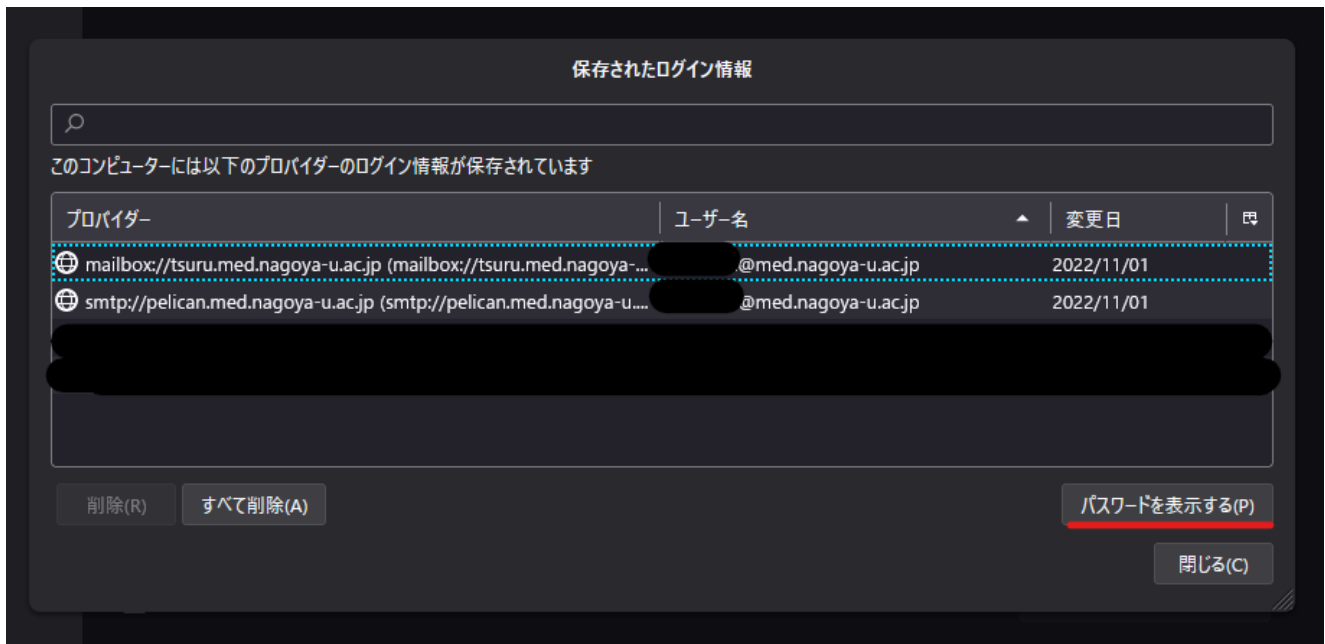 保存されたログイン情報
このコンピューターには以下のプロバイダーのログイン情報が保存されています
プロバイダー ユーザー名 変更日
mailbox://tsuru.med.nagoya-u.ac.jp (mailbox://tsuru.med.nagoya-... @med.nagoya-u.ac.jp 2022/11/01
smtp://pelican.med.nagoya-u.ac.jp (smtp://pelican.med.nagoya-u.... @med.nagoya-u.ac.jp 2022/11/01
削除(R) すべて削除(A) パスワードを表示する(P)
閉じる(C)